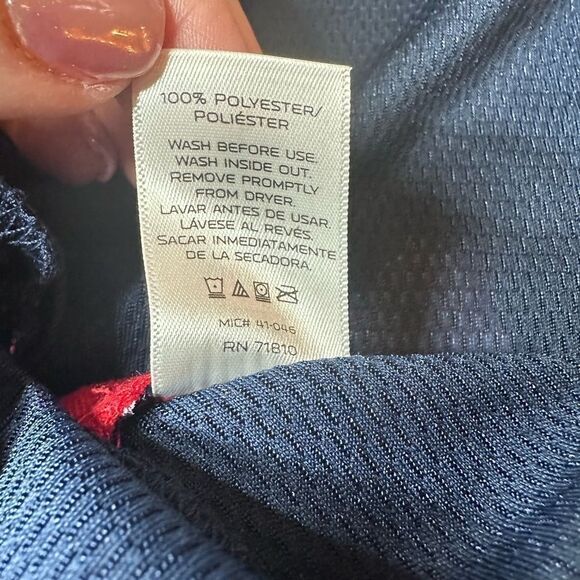 100% POLYESTER/
POLIÉSTER
WASH BEFORE USE.
WASH INSIDE OUT.
REMOVE PROMPTLY
FROM DRYER.
LAVAR ANTES DE USAR.
LÁVESE AL REVÉS.
SACAR INMEDIATAMENTE
DE LA SECADORA.
MIC# 41-046
RN 71810